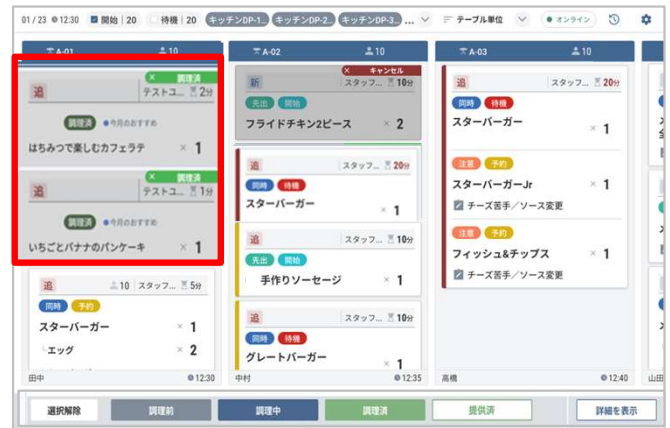 01 / 23 12:30 開始 | 20 待機 | 20 キッチンDP-1... キッチンDP-2... キッチンDP-3... ... テーブル単位 オンライン
A-01 10
調理済
追 テストユ... 2分
調理済 今月のおすすめ
はちみつで楽しむカフェラテ × 1
調理済
追 テストユ... 1分
調理済 今月のおすすめ
いちごとバナナのパンケーキ × 1
追 10 スタッフ... 5分
同時 予約
スターバーガー × 1
エッグ × 2
田中 12:30
A-02 10
キャンセル
新 スタッフ... 10分
先出 開始
フライドチキン2ピース × 2
追 スタッフ... 20分
同時 待機
スターバーガー × 1
追 スタッフ... 10分
先出 開始
手作りソーセージ × 1
追 スタッフ... 10分
同時 待機
グレートバーガー × 1
中村 12:35
A-03 10
追 スタッフ... 20分
同時 待機
スターバーガー × 1
注意 予約
スターバーガーJr × 1
チーズ苦手/ソース変更
注意 予約
フィッシュ&チップス × 1
チーズ苦手/ソース変更
高橋 12:40
山田
選択解除 調理前 調理中 調理済 提供済 詳細を表示